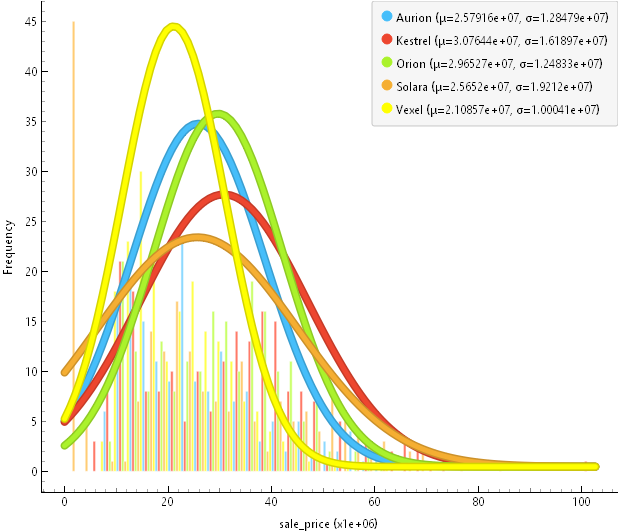 Aurion (μ=2.57916e+07, σ=1.28479e+07)
Kestrel (μ=3.07644e+07, σ=1.61897e+07)
Orion (μ=2.96527e+07, σ=1.24833e+07)
Solara (μ=2.5652e+07, σ=1.9212e+07)
Vexel (μ=2.10857e+07, σ=1.00041e+07)
Frequency
45
40
35
30
25
20
15
10
5
0
0 20 40 60 80 100
sale_price (x1e+06)